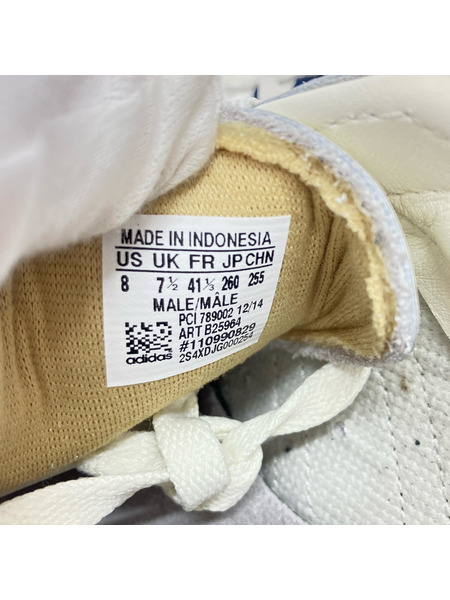 MADE IN INDONESIA
US UK FR JP CHN
8 7½ 41⅓ 260 255
MALE/MÂLE
PCI 789002 12/14
ART B25964
#110990829
adidas 2S4XDJG000254